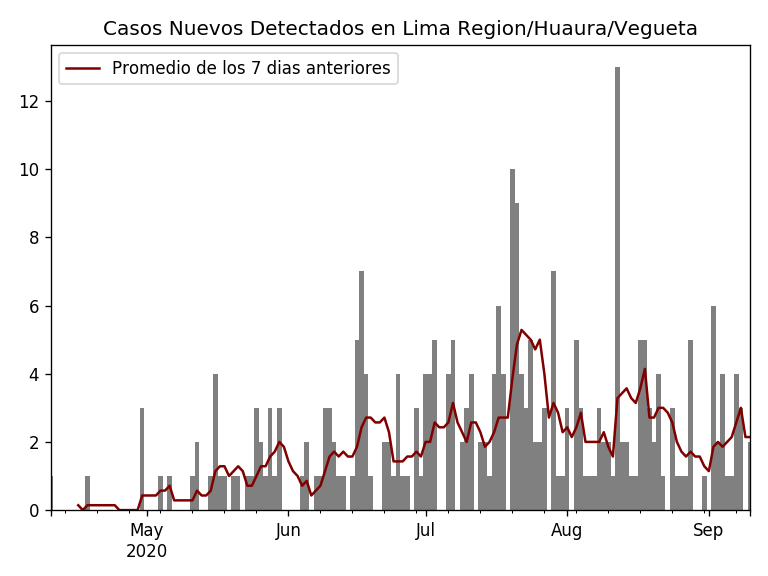 Casos Nuevos Detectados en Lima Region/Huaura/Vegueta
Promedio de los 7 dias anteriores
12
10
8
6
4
2
0
May
2020
Jun
Jul
Aug
Sep